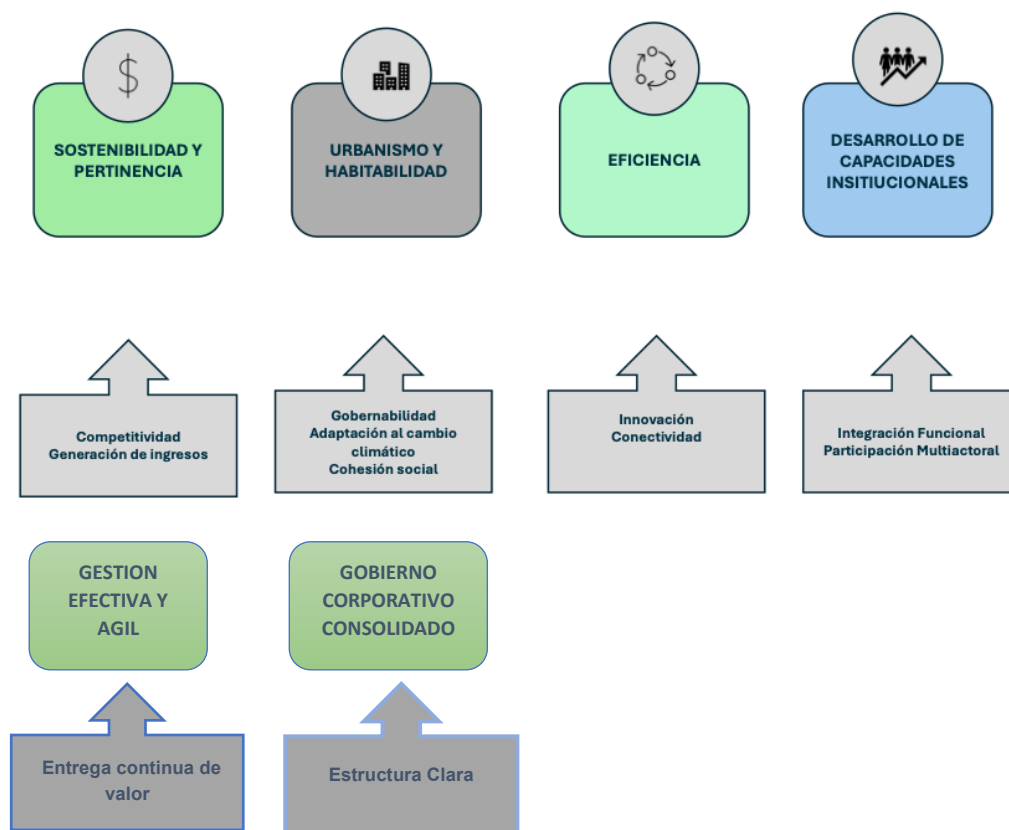 $
SOSTENIBILIDAD Y
PERTINENCIA
URBANISMO Y
HABITABILIDAD
EFICIENCIA
DESARROLLO DE
CAPACIDADES
INSITIUCIONALES
Competitividad
Generación de ingresos
Gobernabilidad
Adaptación al cambio
climático
Cohesión social
Innovación
Conectividad
Integración Funcional
Participación Multiactoral
GESTION
EFECTIVA Y
AGIL
GOBIERNO
CORPORATIVO
CONSOLIDADO
Entrega continua de
valor
Estructura Clara